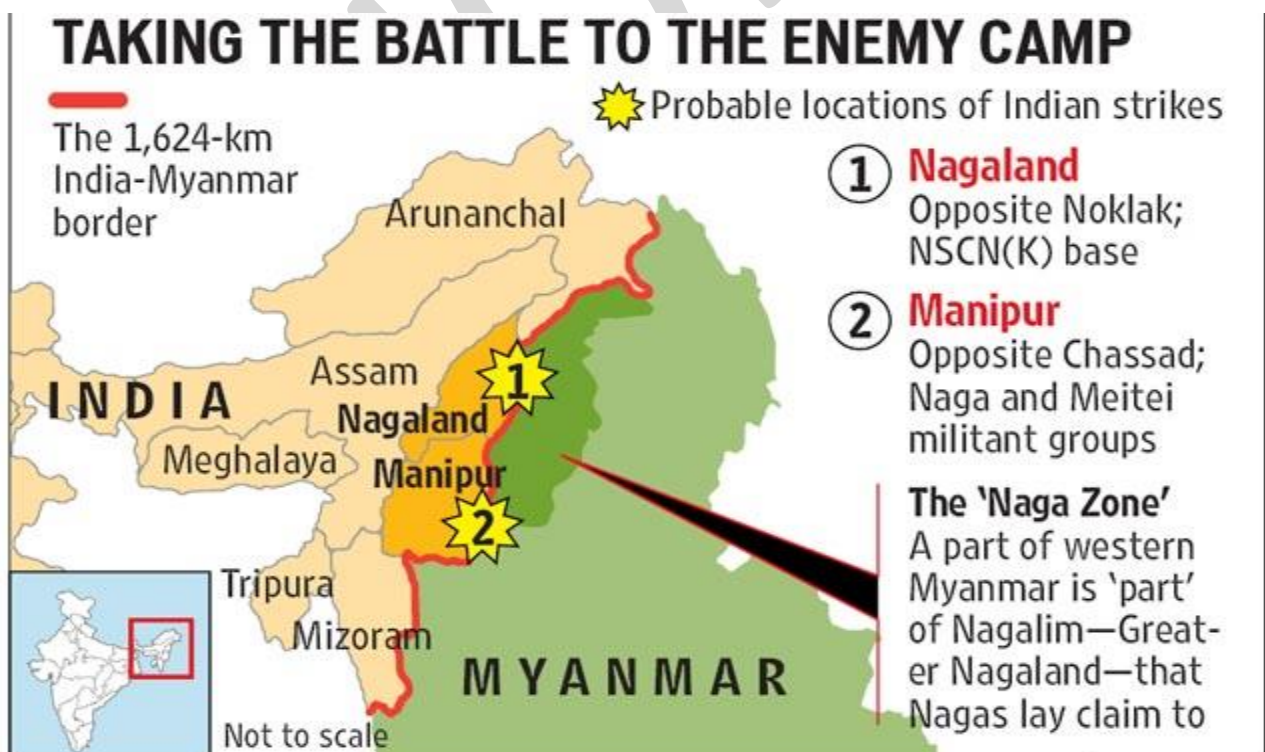 TAKING THE BATTLE TO THE ENEMY CAMP
The 1,624-km
India-Myanmar
border
Probable locations of Indian strikes
1 Nagaland
Opposite Noklak;
NSCN(K) base
2 Manipur
Opposite Chassad;
Naga and Meitei
militant groups
The ‘Naga Zone’
A part of western
Myanmar is ‘part’
of Nagalim—Great-
er Nagaland—that
Nagas lay claim to
Arunanchal
Assam
INDIA
Nagaland
1
Meghalaya
Manipur
2
Tripura
Mizoram
MYANMAR
Not to scale